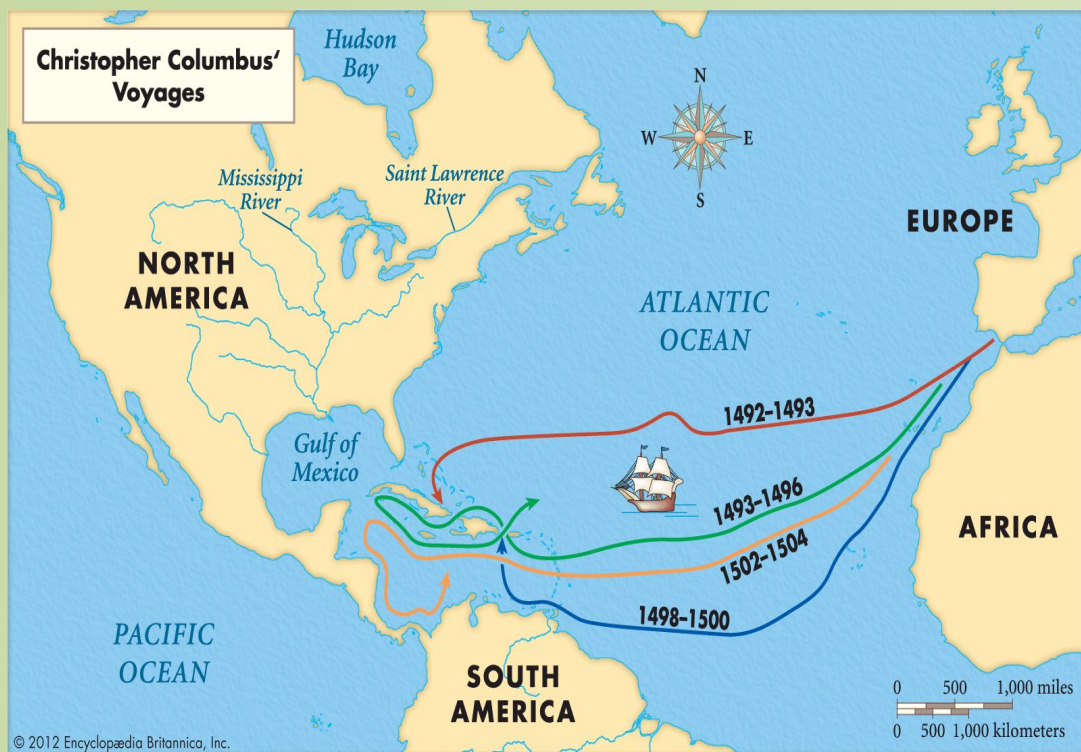 Christopher Columbus'
Voyages
Hudson
Bay
N
W
E
S
Mississippi
River
Saint Lawrence
River
EUROPE
NORTH
AMERICA
ATLANTIC
OCEAN
1492–1493
Gulf of
Mexico
1493–1496
AFRICA
1502–1504
1498–1500
PACIFIC
OCEAN
SOUTH
AMERICA
0 500 1,000 miles
0 500 1,000 kilometers
© 2012 Encyclopædia Britannica, Inc.